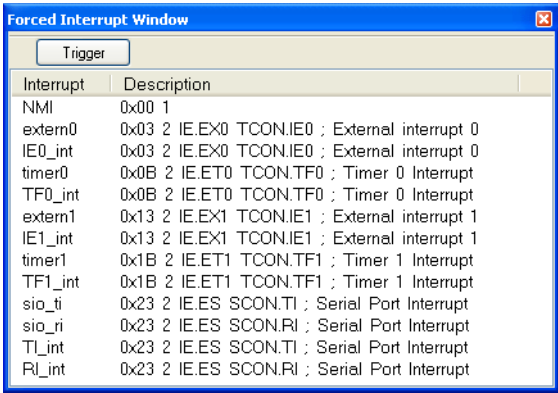 Forced Interrupt Window
Trigger
Interrupt Description
NMI 0x00 1
extern0 0x03 2 IE.EX0 TCON.IE0 ; External interrupt 0
IE0_int 0x03 2 IE.EX0 TCON.IE0 ; External interrupt 0
timer0 0x0B 2 IE.ET0 TCON.TF0 ; Timer 0 Interrupt
TF0_int 0x0B 2 IE.ET0 TCON.TF0 ; Timer 0 Interrupt
extern1 0x13 2 IE.EX1 TCON.IE1 ; External interrupt 1
IE1_int 0x13 2 IE.EX1 TCON.IE1 ; External interrupt 1
timer1 0x1B 2 IE.ET1 TCON.TF1 ; Timer 1 Interrupt
TF1_int 0x1B 2 IE.ET1 TCON.TF1 ; Timer 1 Interrupt
sio_ti 0x23 2 IE.ES SCON.TI ; Serial Port Interrupt
sio_ri 0x23 2 IE.ES SCON.RI ; Serial Port Interrupt
TI_int 0x23 2 IE.ES SCON.TI ; Serial Port Interrupt
RI_int 0x23 2 IE.ES SCON.RI ; Serial Port Interrupt